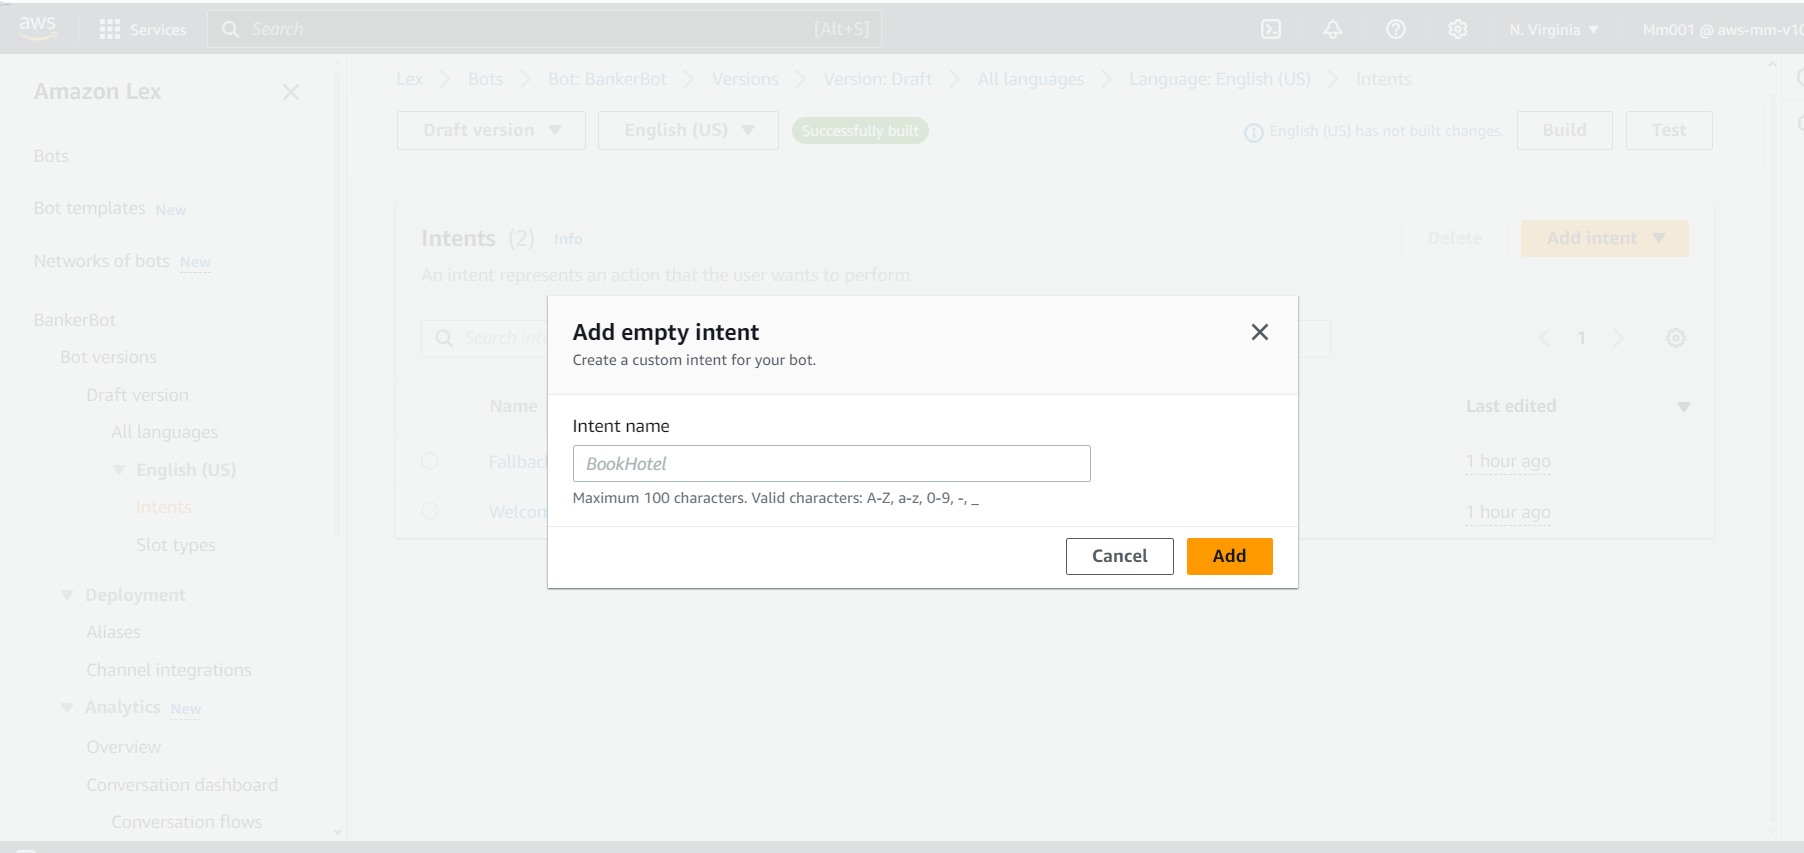 aws
Services
Search
[Alt+S]
N. Virginia
Mm001 @ aws-mm-v10
Amazon Lex
Bots
Bot templates New
Networks of bots New
BankerBot
Bot versions
Draft version
All languages
English (US)
Intents
Slot types
Deployment
Aliases
Channel integrations
Analytics New
Overview
Conversation dashboard
Conversation flows
Lex Bots Bot: BankerBot Versions Version: Draft All languages Language: English (US) Intents
Draft version English (US) Successfully built
English (US) has not built changes. Build Test
Intents (2) Info
Delete Add intent
An intent represents an action that the user wants to perform.
Search inte
1
Name
Last edited
Fallbac
1 hour ago
Welcon
1 hour ago
Add empty intent
Create a custom intent for your bot.
Intent name
BookHotel
Maximum 100 characters. Valid characters: A-Z, a-z, 0-9, -, _
Cancel Add